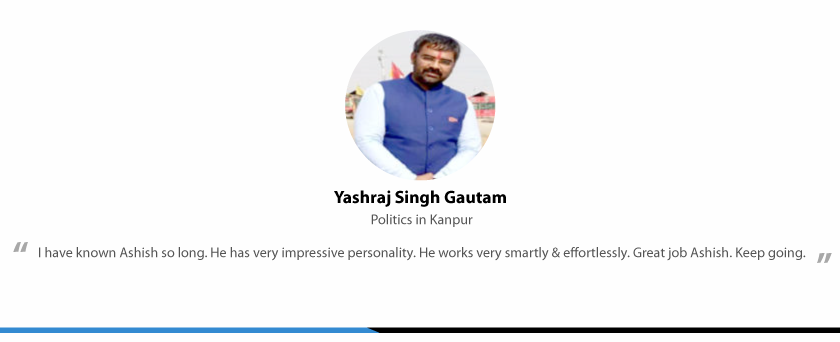 Yashraj Singh Gautam
Politics in Kanpur
“ I have known Ashish so long. He has very impressive personality. He works very smartly & effortlessly. Great job Ashish. Keep going. ”